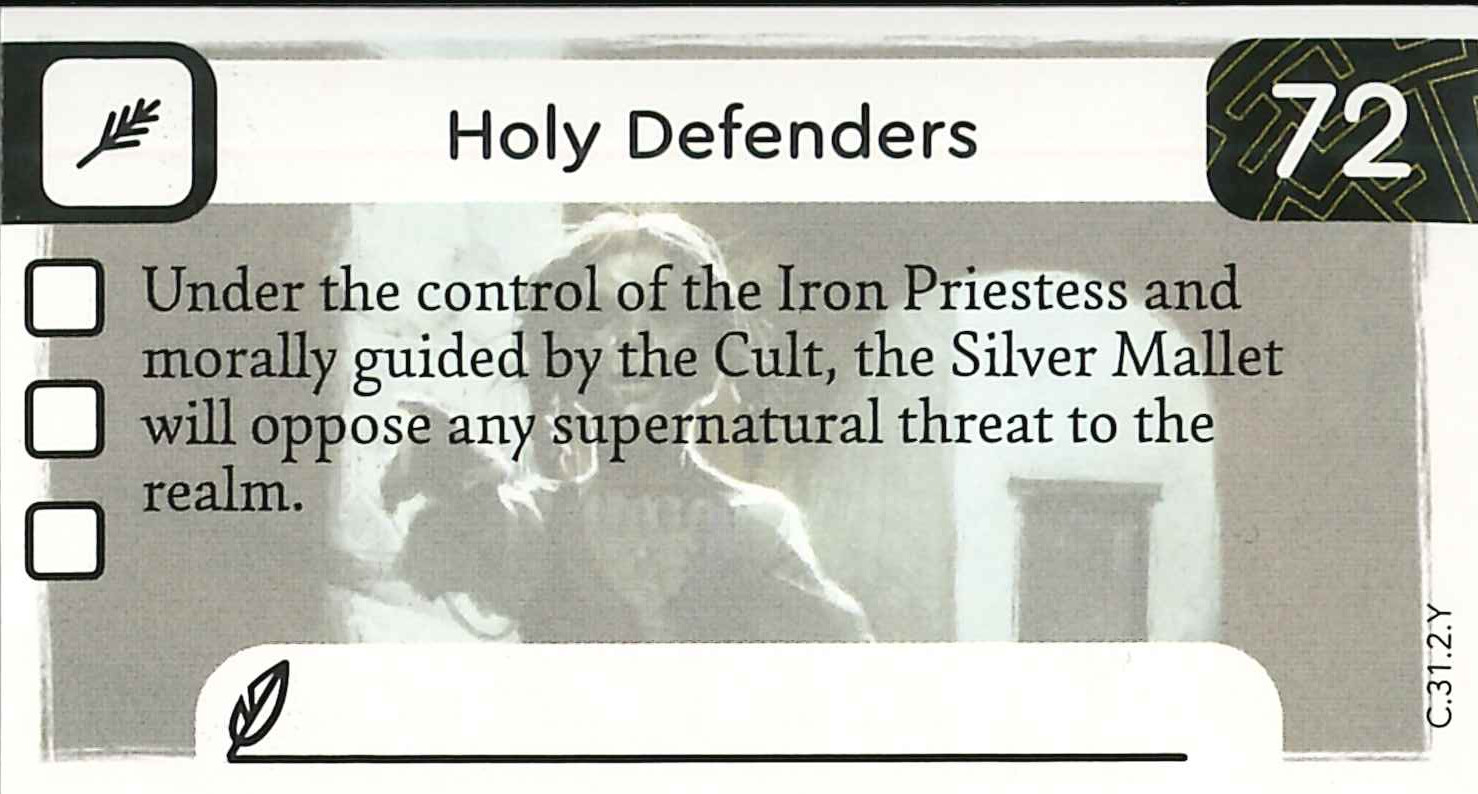 Holy Defenders
72
Under the control of the Iron Priestess and
morally guided by the Cult, the Silver Mallet
will oppose any supernatural threat to the
realm.
C.31.2.Y